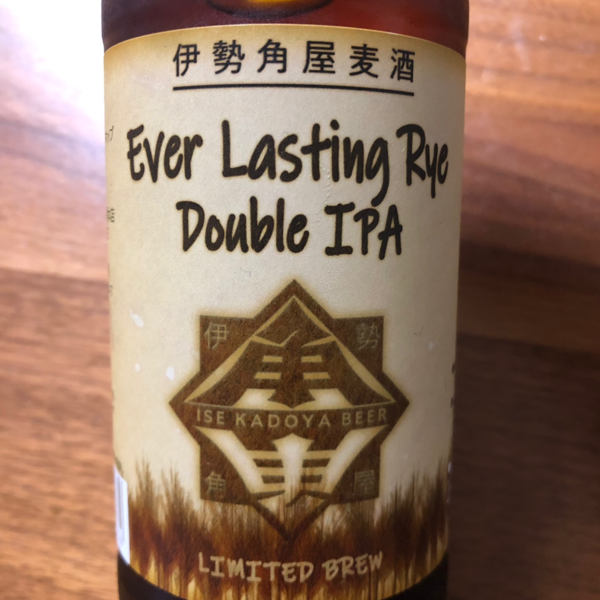 伊勢角屋麦酒
Ever Lasting Rye
Double IPA
伊 勢
ISE KADOYA BEER
角 屋
LIMITED BREW